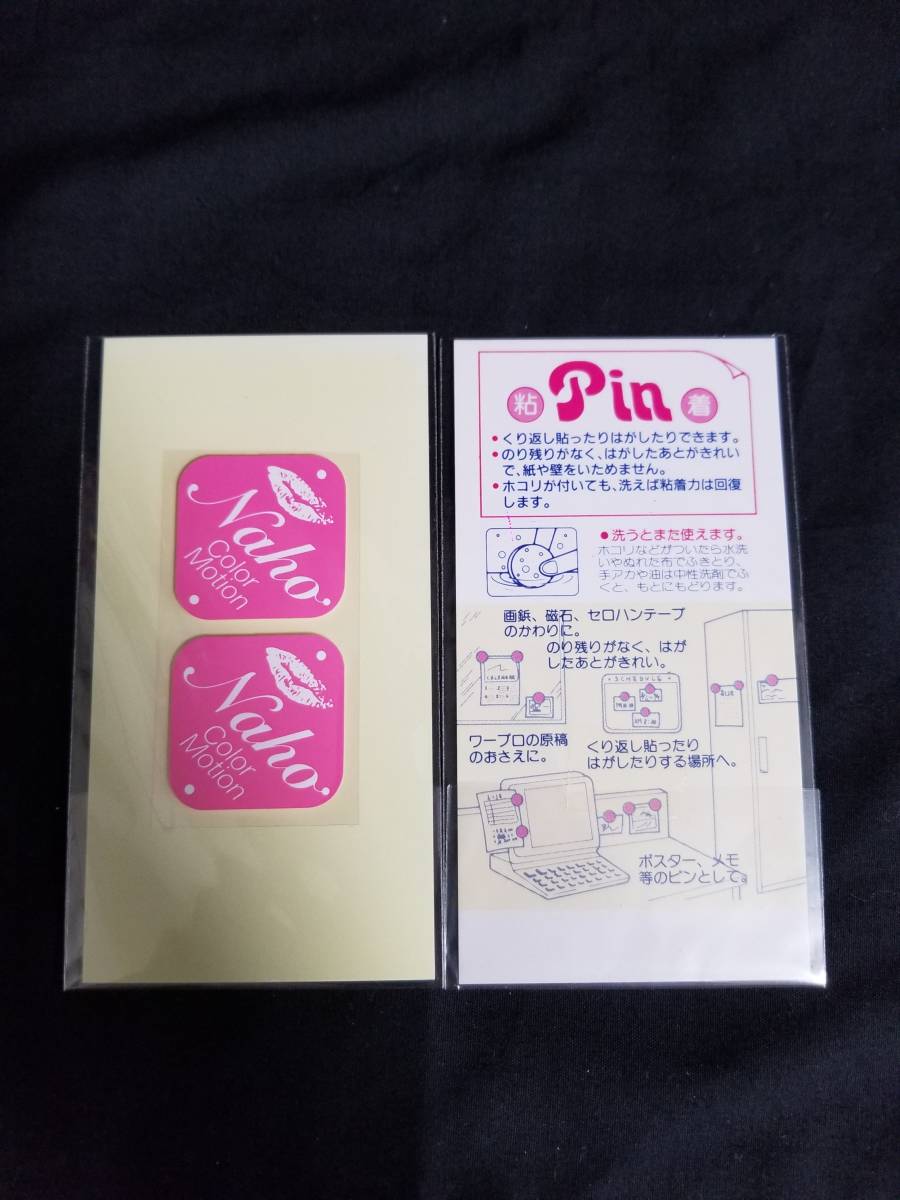 Naho
Color
Motion
Naho
Color
Motion
粘 Pin 着
●くり返し貼ったりはがしたりできます。
●のり残りがなく、はがしたあとがきれい
で、紙や壁をいためません。
●ホコリが付いても、洗えば粘着力は回復
します。
●洗うとまた使えます。
ホコリなどがついたら水洗
いやぬれた布でふきとり、
手アカや油は中性洗剤でふ
くと、もとにもどります。
画鋲、磁石、セロハンテープ
のかわりに。
のり残りがなく、はが
したあとがきれい。
SCHEDULE
ワープロの原稿
のおさえに。
くり返し貼ったり
はがしたりする場所へ。
ポスター、メモ
等のピンとして。